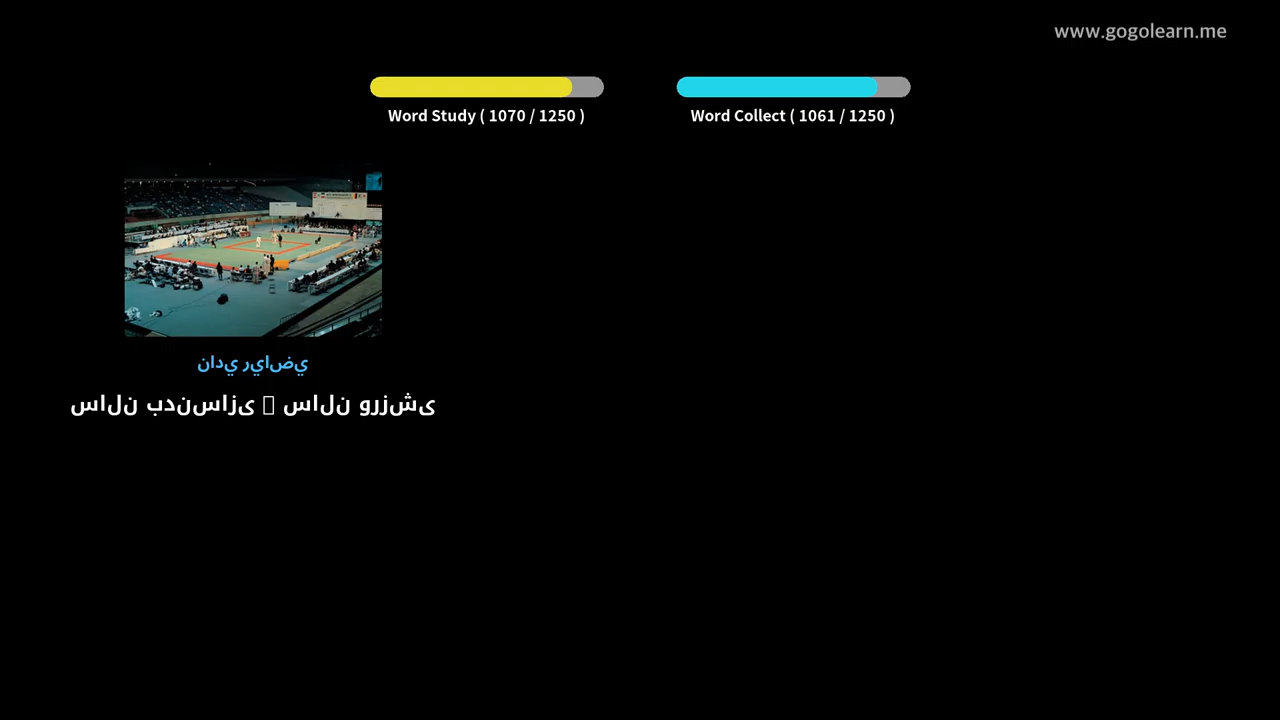 www.gogolearn.me
Word Study ( 1070 / 1250 )
Word Collect ( 1061 / 1250 )
نادي رياضي
سالن بدنسازی ▯ سالن ورزشی